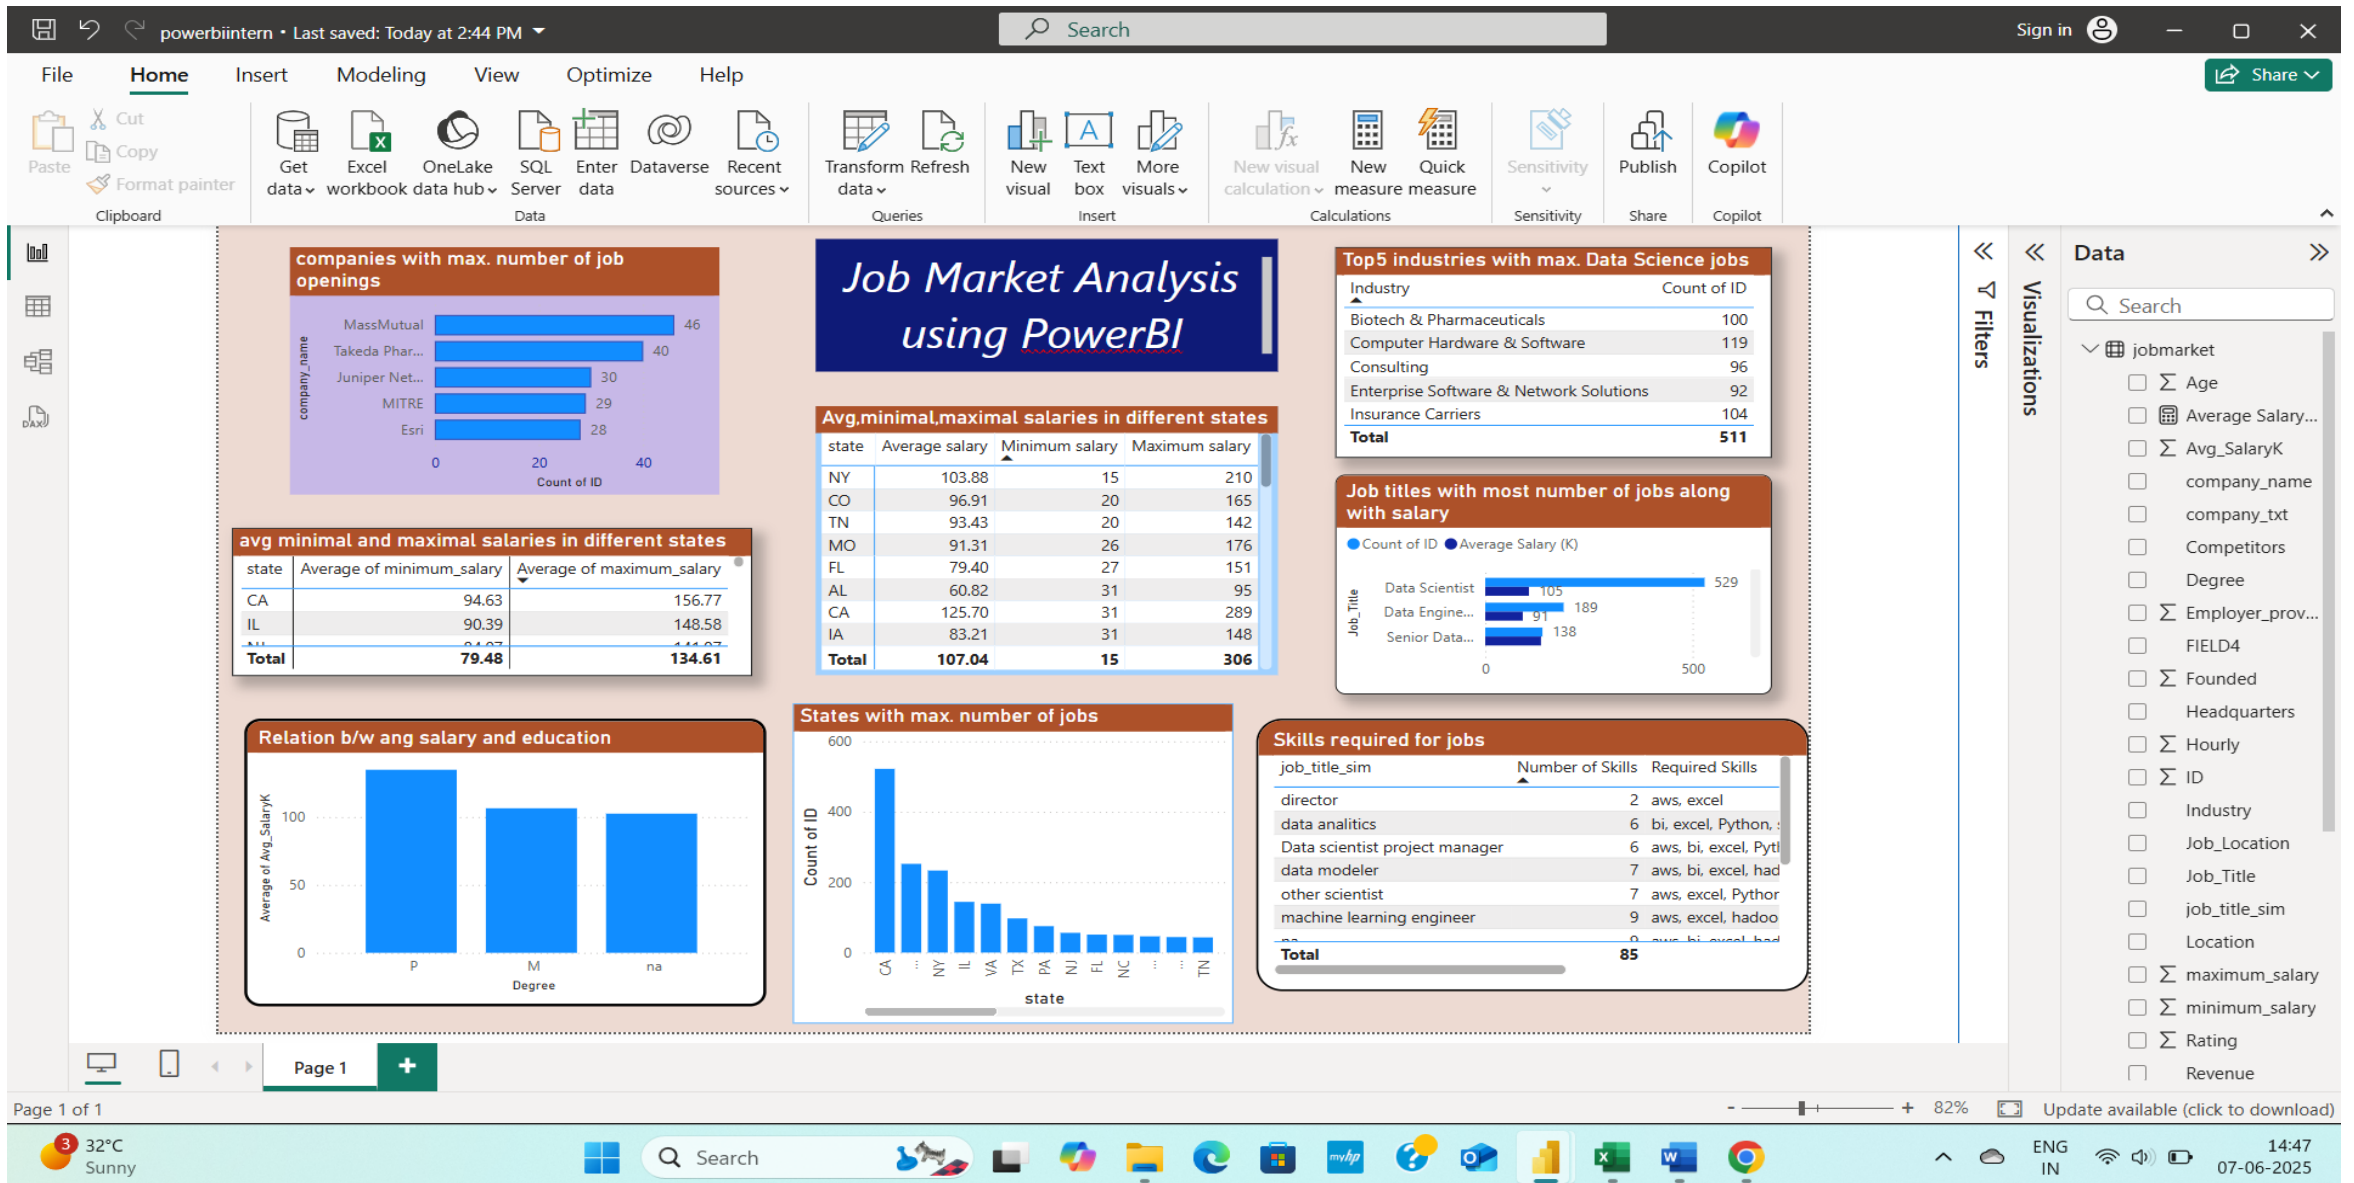 powerbiintern • Last saved: Today at 2:44 PM
Search
Sign in
File Home Insert Modeling View Optimize Help
Share
Paste
Cut
Copy
Format painter
Clipboard
Get data
Excel workbook
OneLake data hub
SQL Server
Enter data
Dataverse
Recent sources
Data
Transform data
Refresh
Queries
New visual
Text box
More visuals
Insert
New visual calculation
New measure
Quick measure
Calculations
Sensitivity
Sensitivity
Publish
Share
Copilot
Copilot
companies with max. number of job
openings
company_name
MassMutual 46
Takeda Phar... 40
Juniper Net... 30
MITRE 29
Esri 28
0 20 40
Count of ID
Job Market Analysis
using PowerBI
Top5 industries with max. Data Science jobs
Industry Count of ID
Biotech & Pharmaceuticals 100
Computer Hardware & Software 119
Consulting 96
Enterprise Software & Network Solutions 92
Insurance Carriers 104
Total 511
avg minimal and maximal salaries in different states
state Average of minimum_salary Average of maximum_salary
CA 94.63 156.77
IL 90.39 148.58
Total 79.48 134.61
Avg,minimal,maximal salaries in different states
state Average salary Minimum salary Maximum salary
NY 103.88 15 210
CO 96.91 20 165
TN 93.43 20 142
MO 91.31 26 176
FL 79.40 27 151
AL 60.82 31 95
CA 125.70 31 289
IA 83.21 31 148
Total 107.04 15 306
Job titles with most number of jobs along
with salary
Count of ID Average Salary (K)
Job_Title
Data Scientist 529
105
Data Engine... 189
91
Senior Data... 138
0 500
Relation b/w ang salary and education
Average of Avg_SalaryK
100
50
0
P M na
Degree
States with max. number of jobs
Count of ID
600
400
200
0
CA ... NY IL VA TX PA NJ FL NC ... ... TN
state
Skills required for jobs
job_title_sim Number of Skills Required Skills
director 2 aws, excel
data analitics 6 bi, excel, Python,
Data scientist project manager 6 aws, bi, excel,
data modeler 7 aws, bi, excel, had
other scientist 7 aws, excel,
machine learning engineer 9 aws, excel, hadoo
Total 85
Filters
Visualizations
Data
Search
jobmarket
Age
Average Salary...
Avg_SalaryK
company_name
company_txt
Competitors
Degree
Employer_prov...
FIELD4
Founded
Headquarters
Hourly
ID
Industry
Job_Location
Job_Title
job_title_sim
Location
maximum_salary
minimum_salary
Rating
Revenue
DAX
Page 1
Page 1 of 1
- + 82%
Update available (click to download)
3
32°C
Sunny
Search
myhp
ENG
IN
14:47
07-06-2025